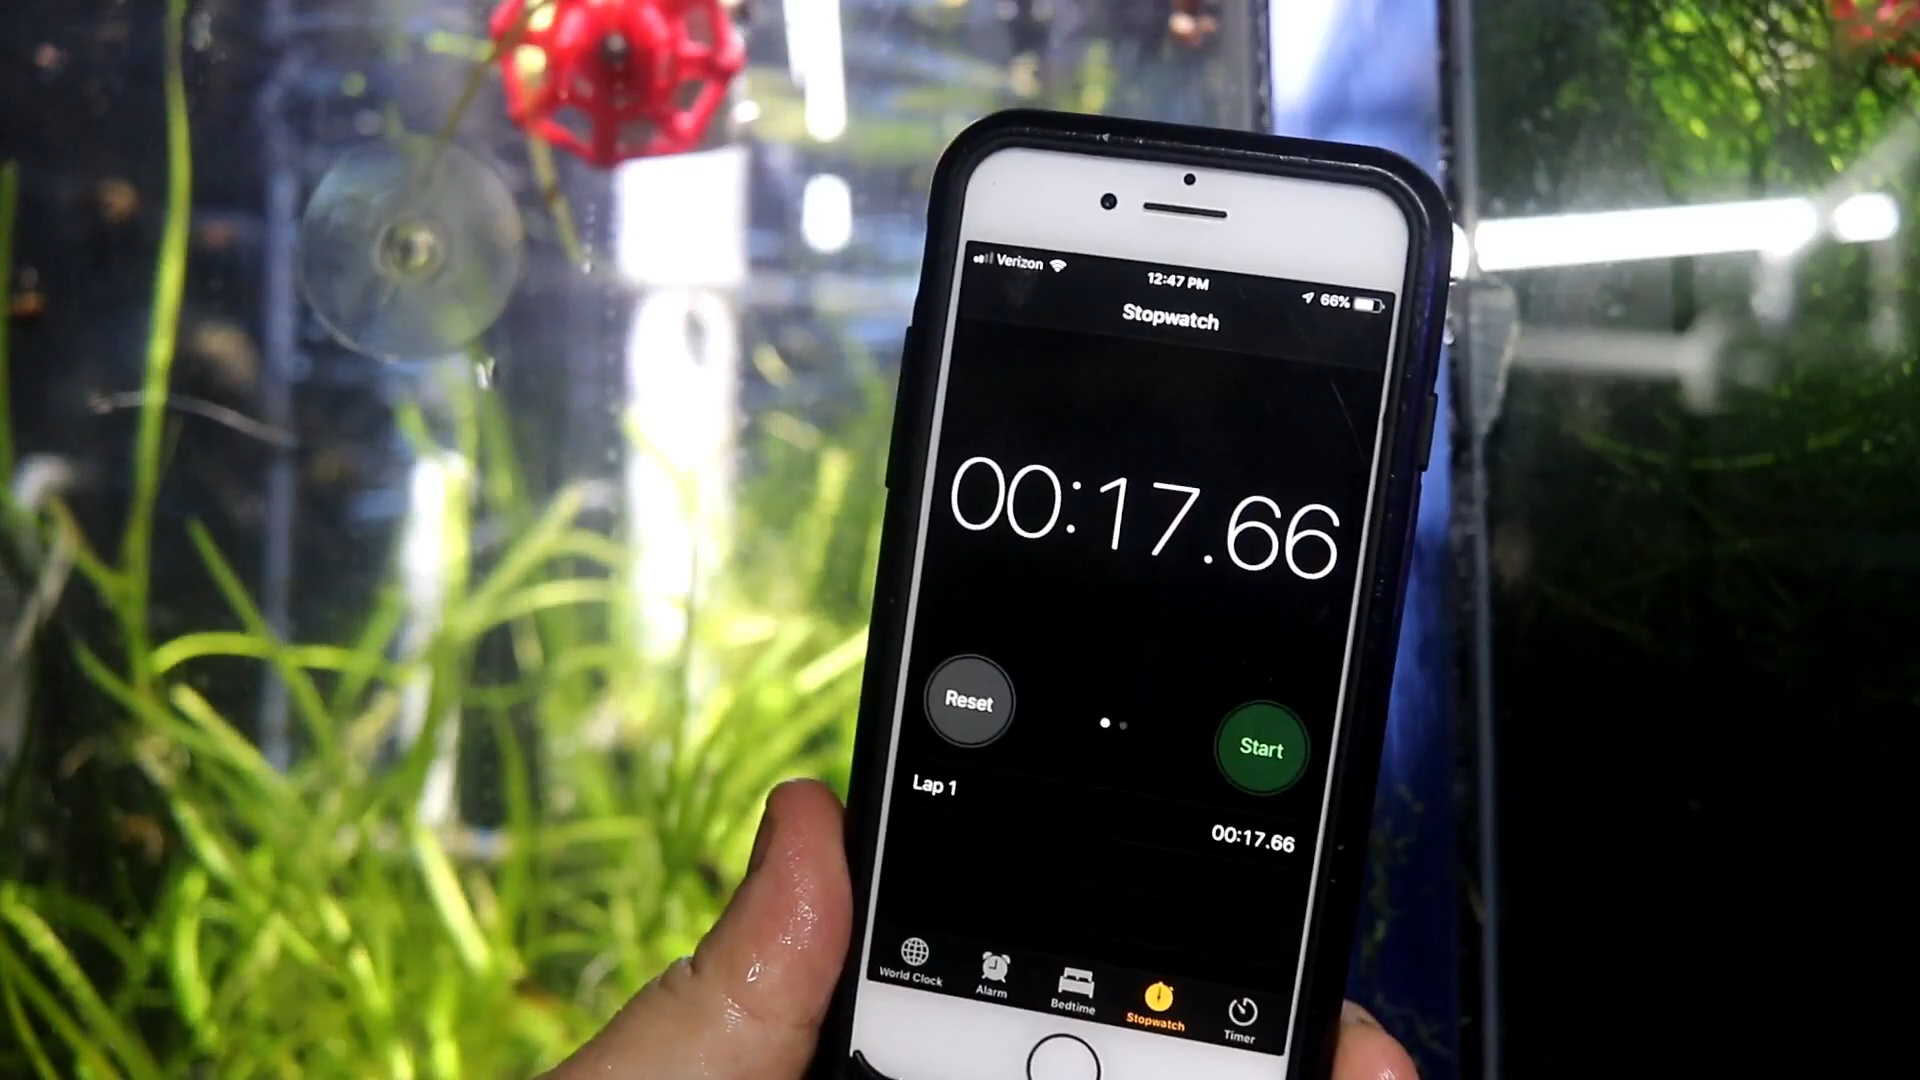 Verizon 12:47 PM 66%
Stopwatch
00:17.66
Reset Start
Lap 1 00:17.66
World Clock Alarm Bedtime Stopwatch Timer